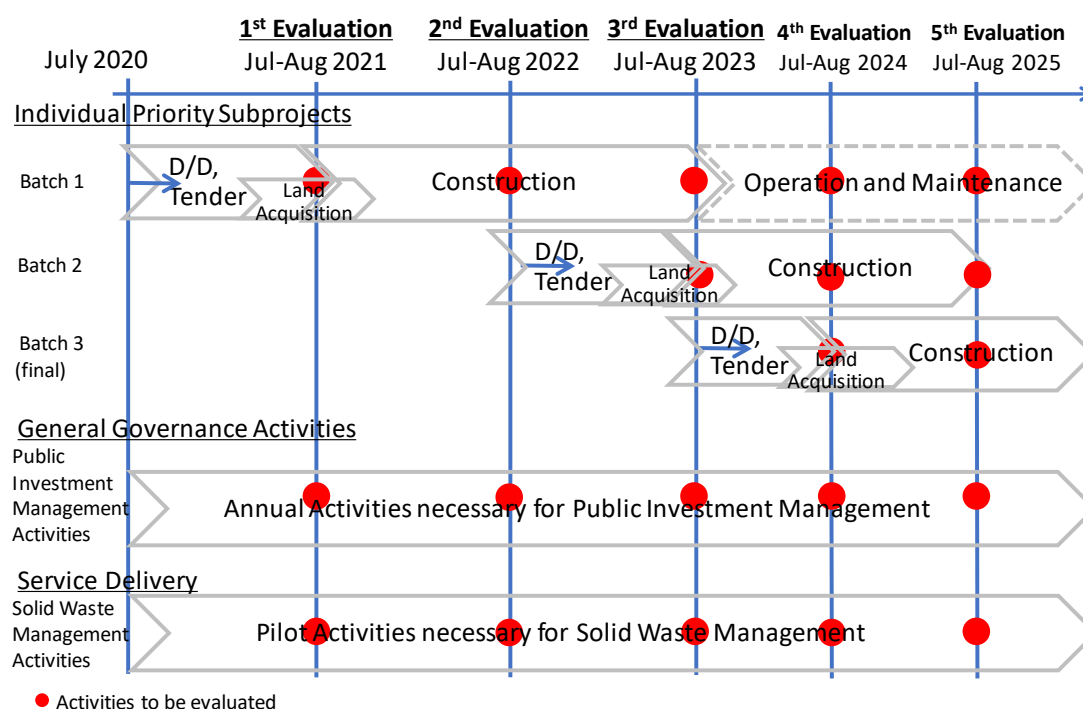 1st Evaluation
2nd Evaluation
3rd Evaluation
4th Evaluation
5th Evaluation
July 2020
Jul-Aug 2021
Jul-Aug 2022
Jul-Aug 2023
Jul-Aug 2024
Jul-Aug 2025
Individual Priority Subprojects
Batch 1
D/D,
Tender
Land
Acquisition
Construction
Operation and Maintenance
Batch 2
D/D,
Tender
Land
Acquisition
Construction
Batch 3
(final)
D/D,
Tender
Land
Acquisition
Construction
General Governance Activities
Public
Investment
Management
Activities
Annual Activities necessary for Public Investment Management
Service Delivery
Solid Waste
Management
Activities
Pilot Activities necessary for Solid Waste Management
Activities to be evaluated